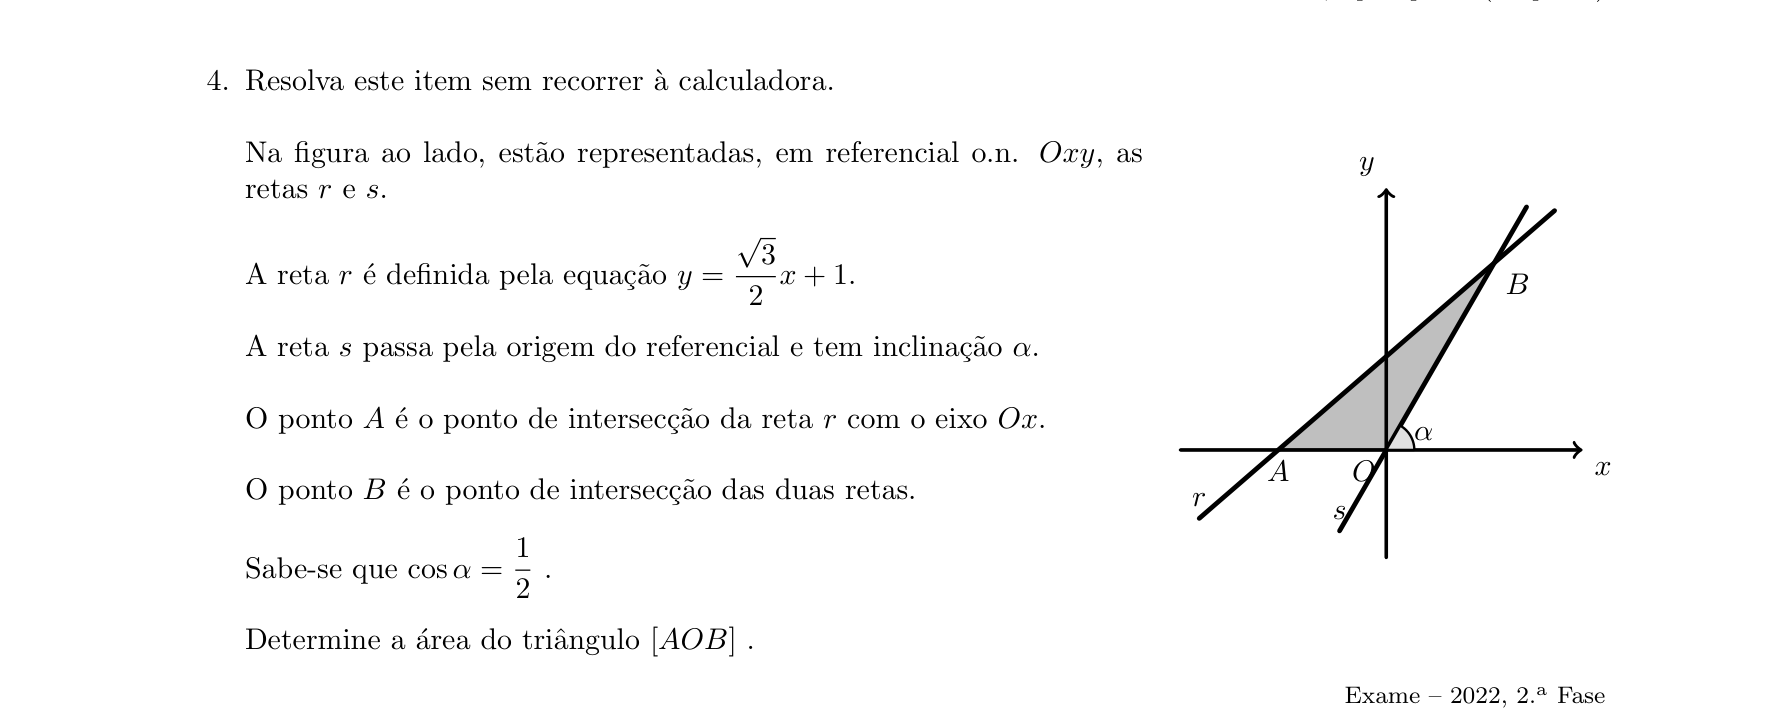 4. Resolva este item sem recorrer à calculadora.
Na figura ao lado, estão representadas, em referencial o.n. Oxy, as
retas r e s.
A reta r é definida pela equação y = \frac{\sqrt{3}}{2}x + 1.
A reta s passa pela origem do referencial e tem inclinação α.
O ponto A é o ponto de intersecção da reta r com o eixo Ox.
O ponto B é o ponto de intersecção das duas retas.
Sabe-se que cos α = \frac{1}{2} .
Determine a área do triângulo [AOB] .
y
B
α
A
O
x
r
s
Exame – 2022, 2.ª Fase